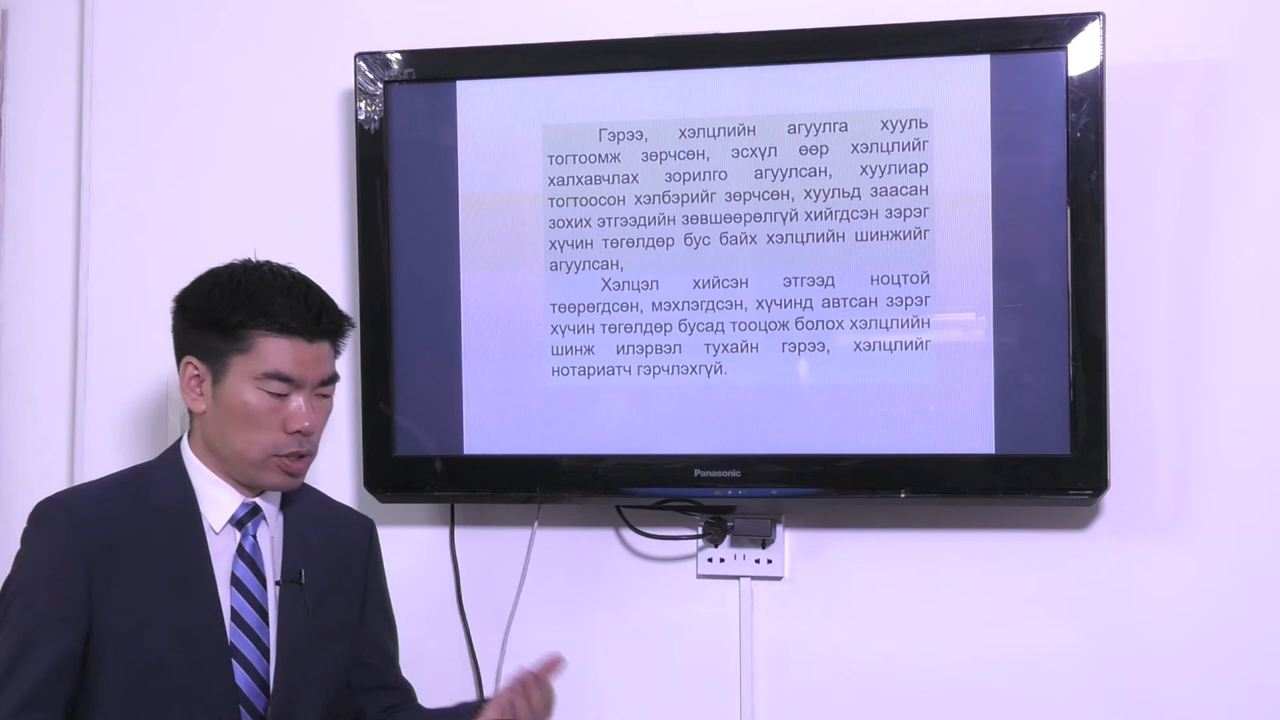 Гэрээ, хэлцлийн агуулга хууль
тогтоомж зөрчсөн, эсхүл өөр хэлцлийг
халхавчлах зорилго агуулсан, хуулиар
тогтоосон хэлбэрийг зөрчсөн, хуульд заасан
зохих этгээдийн зөвшөөрөлгүй хийгдсэн зэрэг
хүчин төгөлдөр бус байх хэлцлийн шинжийг
агуулсан,
Хэлцэл хийсэн этгээд ноцтой
төөрөгдсөн, мэхлэгдсэн, хүчинд автсан зэрэг
хүчин төгөлдөр бусад тооцож болох хэлцлийн
шинж илэрвэл тухайн гэрээ, хэлцлийг
нотариатч гэрчлэхгүй.
Panasonic